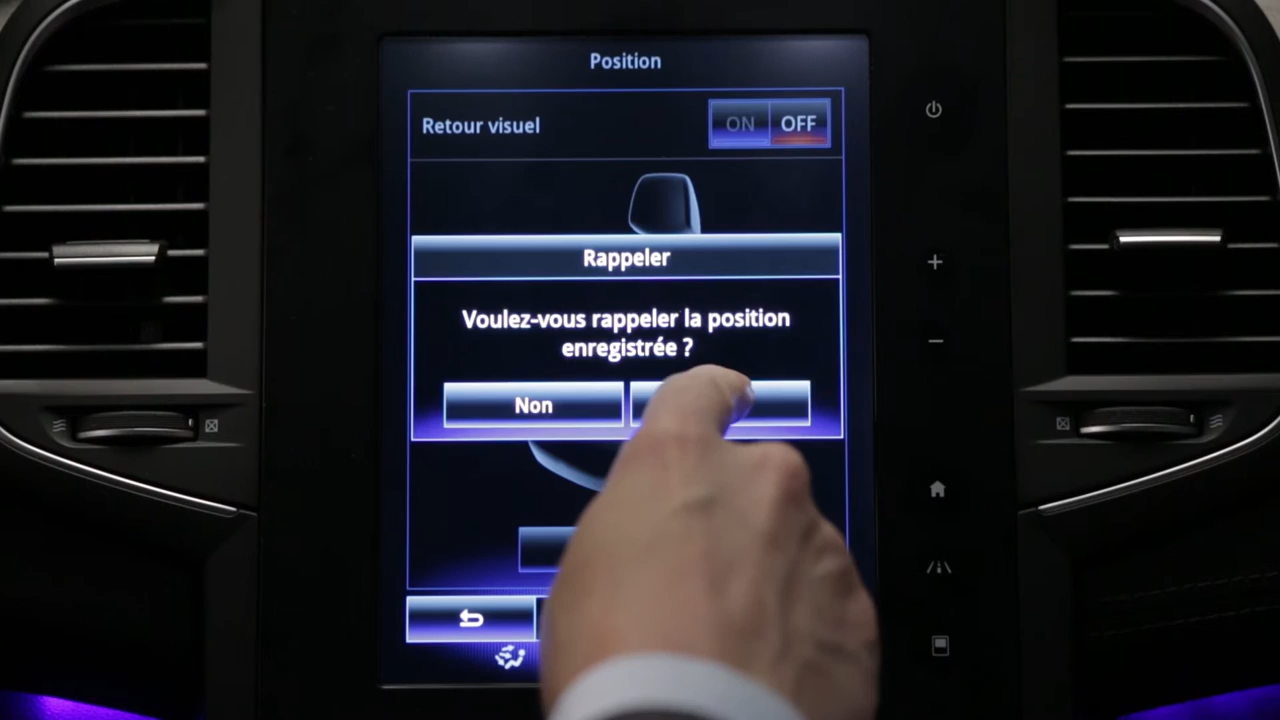 Position
Retour visuel
ON OFF
Rappeler
Voulez-vous rappeler la position
enregistrée ?
Non